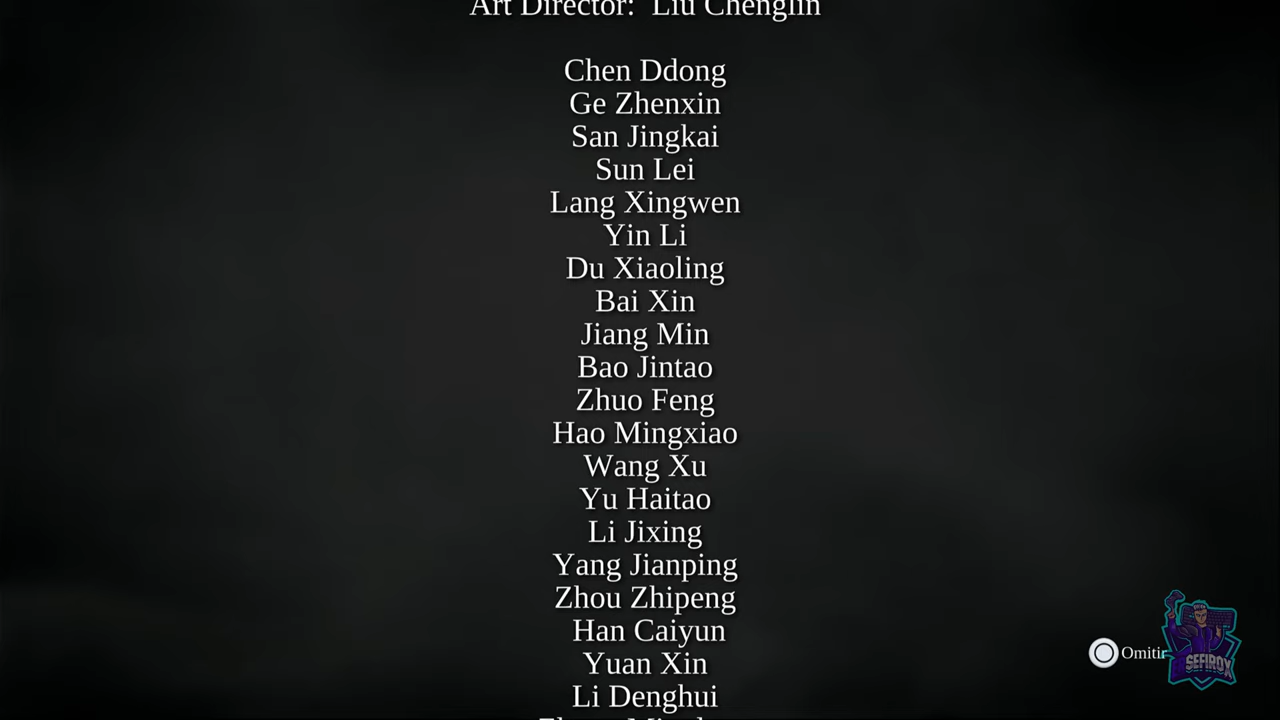 Art Director: Liu Chenglin
Chen Ddong
Ge Zhenxin
San Jingkai
Sun Lei
Lang Xingwen
Yin Li
Du Xiaoling
Bai Xin
Jiang Min
Bao Jintao
Zhuo Feng
Hao Mingxiao
Wang Xu
Yu Haitao
Li Jixing
Yang Jianping
Zhou Zhipeng
Han Caiyun
Yuan Xin
Li Denghui
Omitir
SEFIROX